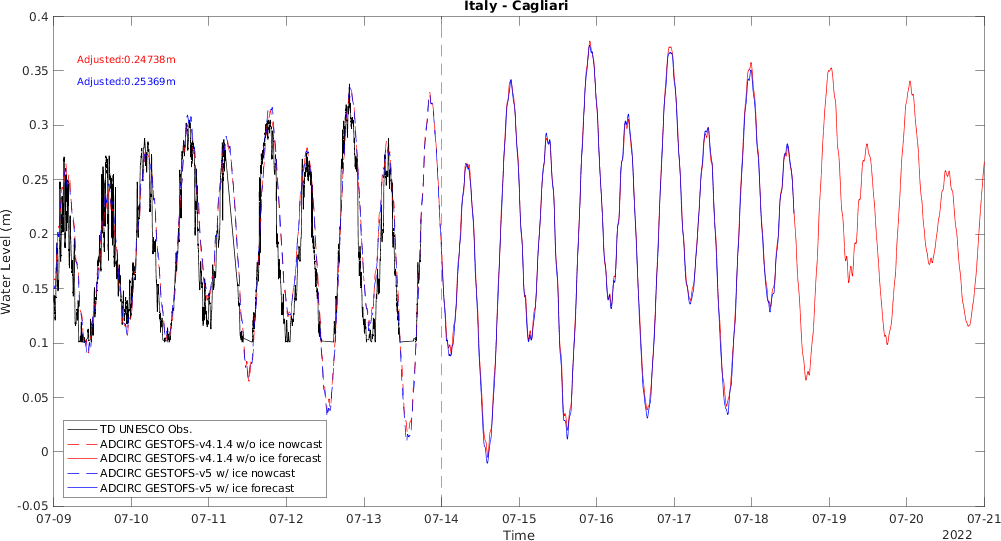 Italy - Cagliari
0.4
0.35
0.3
0.25
0.2
0.15
0.1
0.05
0
-0.05
Water Level (m)
Adjusted:0.24738m
Adjusted:0.25369m
TD UNESCO Obs.
ADCIRC GESTOFS-v4.1.4 w/o ice nowcast
ADCIRC GESTOFS-v4.1.4 w/o ice forecast
ADCIRC GESTOFS-v5 w/ ice nowcast
ADCIRC GESTOFS-v5 w/ ice forecast
07-09 07-10 07-11 07-12 07-13 07-14 07-15 07-16 07-17 07-18 07-19 07-20 07-21
Time
2022